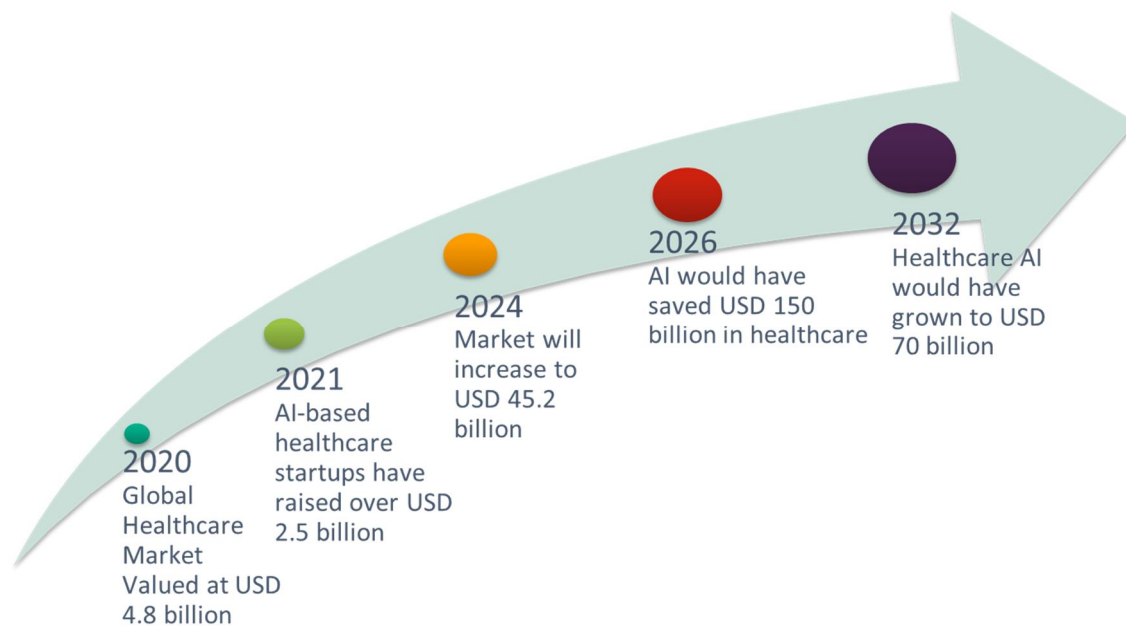 2020
Global
Healthcare
Market
Valued at USD
4.8 billion
2021
AI-based
healthcare
startups have
raised over USD
2.5 billion
2024
Market will
increase to
USD 45.2
billion
2026
AI would have
saved USD 150
billion in healthcare
2032
Healthcare AI
would have
grown to USD
70 billion